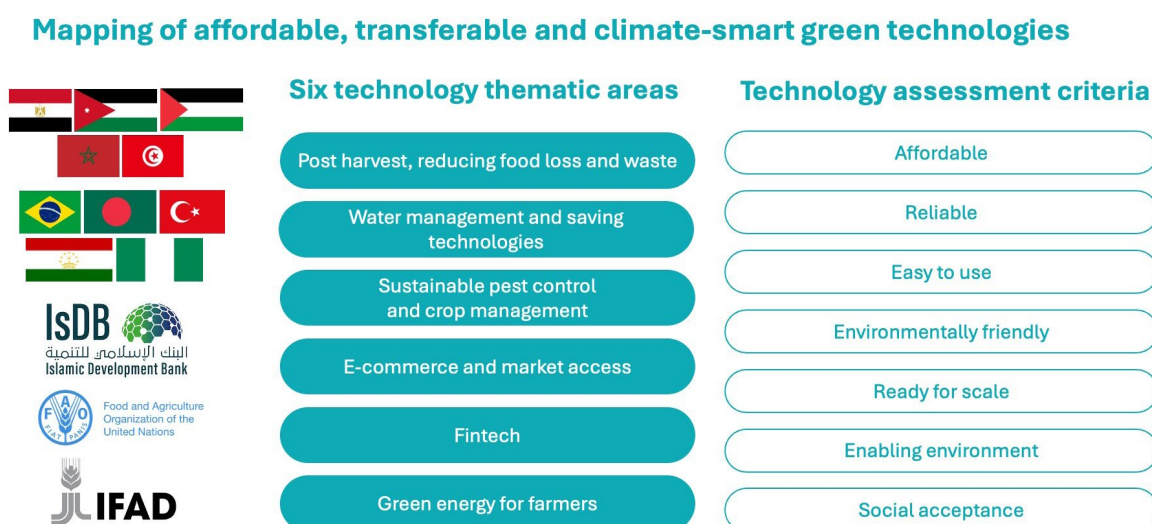 Mapping of affordable, transferable and climate-smart green technologies
Six technology thematic areas
Post harvest, reducing food loss and waste
Water management and saving
technologies
Sustainable pest control
and crop management
E-commerce and market access
Fintech
Green energy for farmers
Technology assessment criteria
Affordable
Reliable
Easy to use
Environmentally friendly
Ready for scale
Enabling environment
Social acceptance
IsDB
البنك الإسلامي للتنمية
Islamic Development Bank
F A O
FIAT PANIS
Food and Agriculture
Organization of the
United Nations
JL IFAD